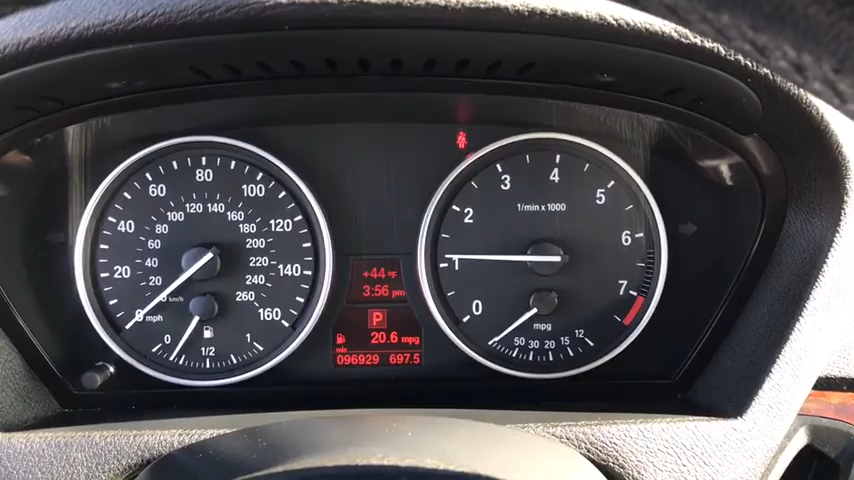 20 40 60 80 100 120 140 160
20 40 60 80 100 120 140 160 180 200 220 240 260
km/h
0 mph
0 1/2 1
+44 °F
3:56 pm
P
20.6 mpg
mls
096929 697.5
0 1 2 3 4 5 6 7
1/min x 1000
mpg
50 30 20 15 12